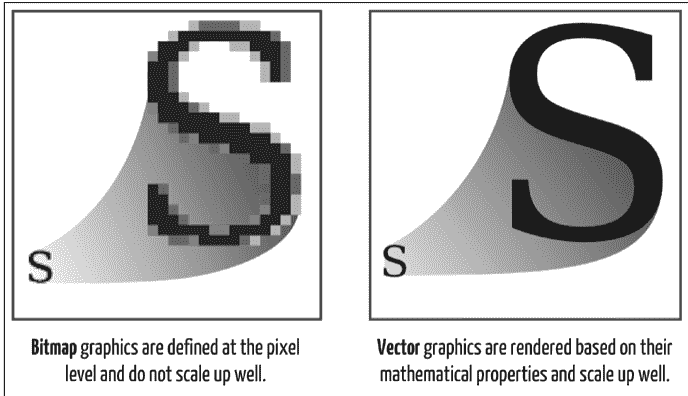 S
S
Bitmap graphics are defined at the pixel
level and do not scale up well.
S
S
Vector graphics are rendered based on their
mathematical properties and scale up well.